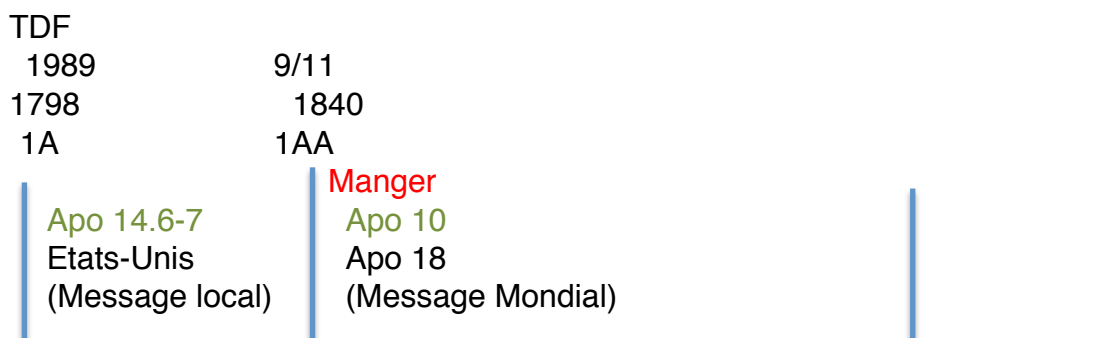 TDF
1989 9/11
1798 1840
1A 1AA
Manger
Apo 14.6-7 Apo 10
Etats-Unis Apo 18
(Message local) (Message Mondial)